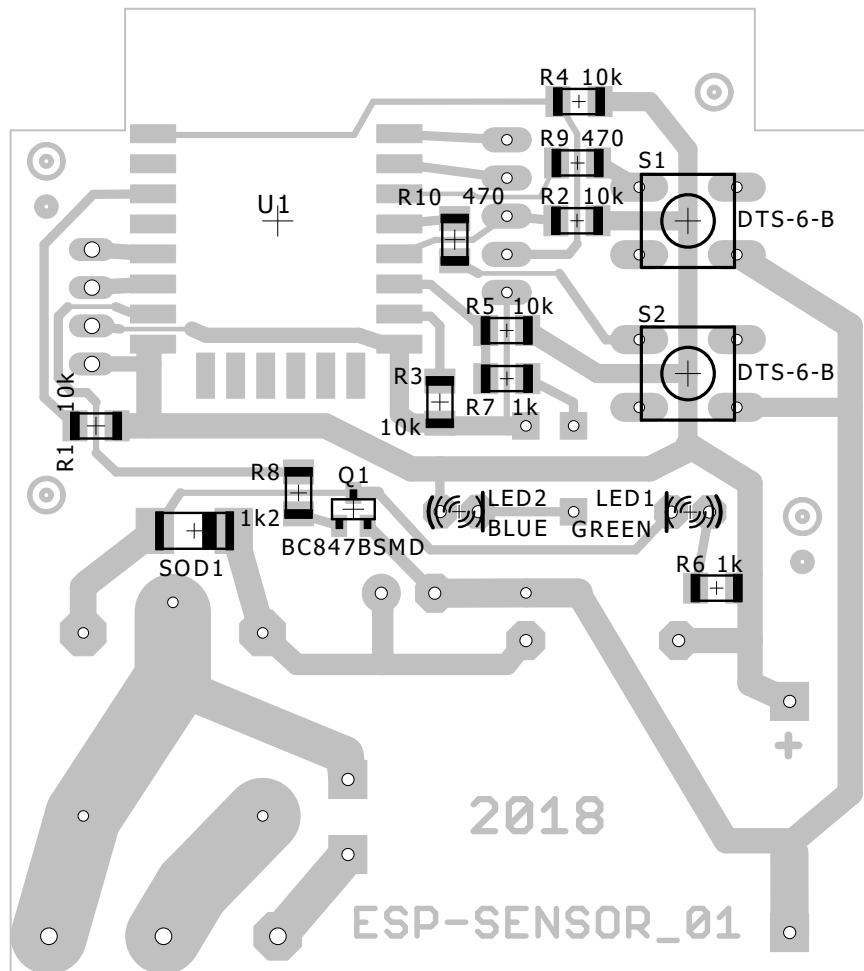 R4 10k
R9 470
S1
R10 470
R2 10k
U1
DTS-6-B
R5 10k
S2
R3
DTS-6-B
10k
R7 1k
10k
R1
R8
Q1
LED2
LED1
1k2
BLUE
GREEN
BC847BSMD
SOD1
R6 1k
+
2018
ESP-SENSOR_01